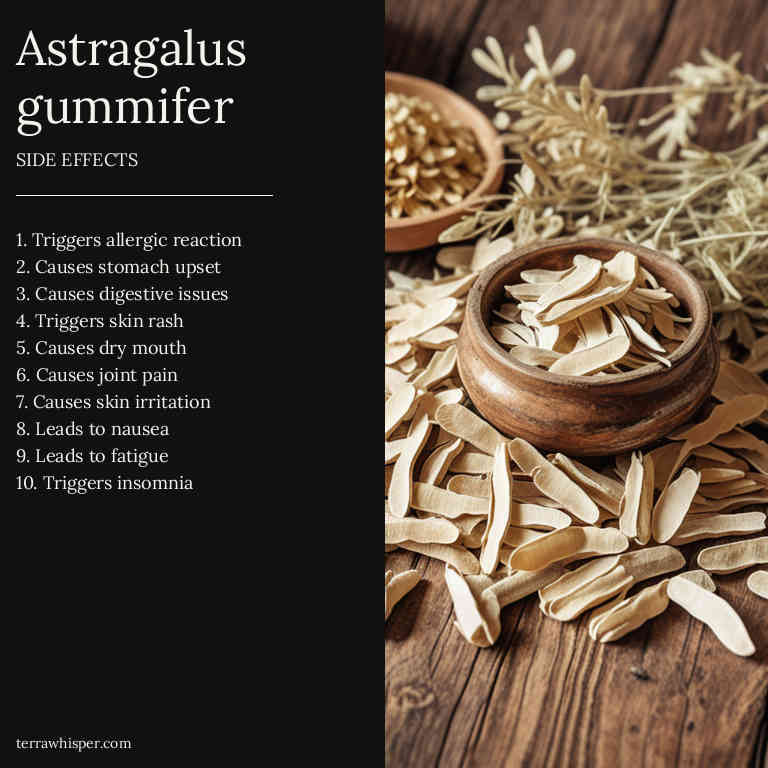 Astragalus
gummifer
SIDE EFFECTS
1. Triggers allergic reaction
2. Causes stomach upset
3. Causes digestive issues
4. Triggers skin rash
5. Causes dry mouth
6. Causes joint pain
7. Causes skin irritation
8. Leads to nausea
9. Leads to fatigue
10. Triggers insomnia
terrawhisper.com